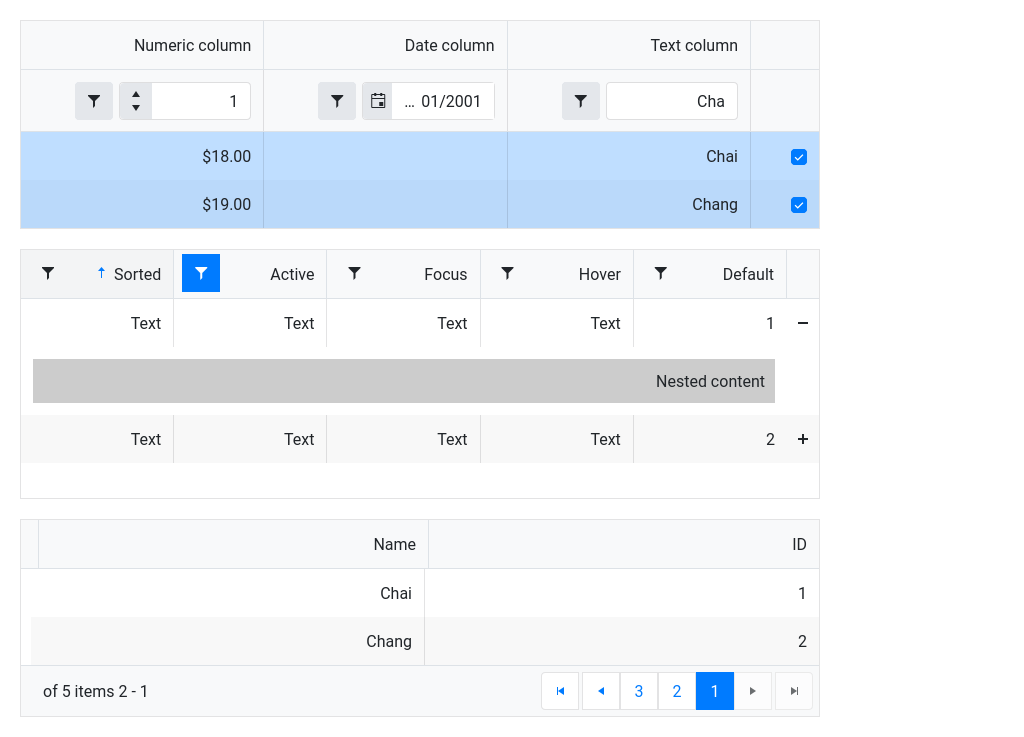 Numeric column Date column Text column
1 ... 01/2001 Cha
$18.00 Chai
$19.00 Chang
Sorted Active Focus Hover Default
Text Text Text Text 1
Nested content
Text Text Text Text 2
Name ID
Chai 1
Chang 2
of 5 items 2 - 1 3 2 1